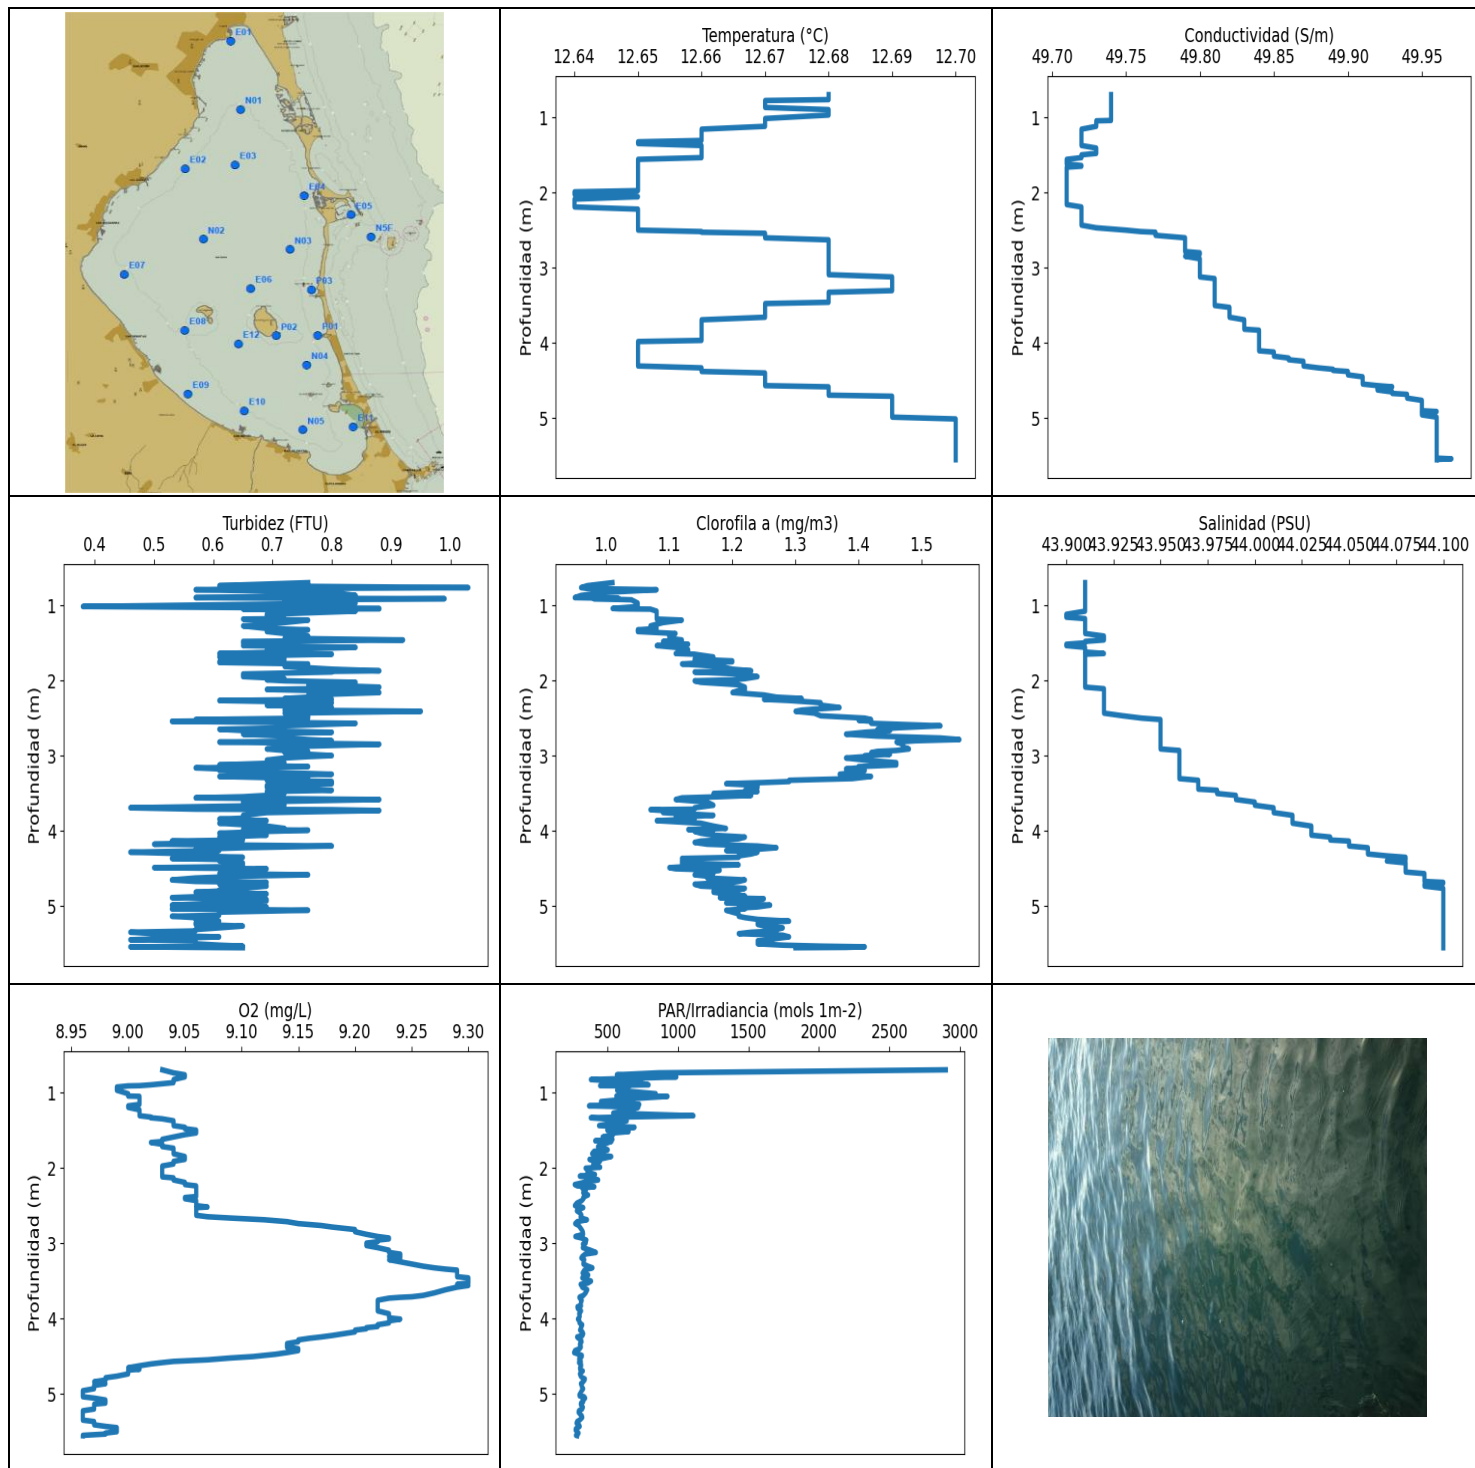 E01
N01
E02
E03
E04
E05
N5F
N02
N03
E07
E06
P03
E08
E12
P02
P01
N04
E09
E10
N05
E11
Temperatura (°C)
12.64 12.65 12.66 12.67 12.68 12.69 12.70
Profundidad (m)
1
2
3
4
5
Conductividad (S/m)
49.70 49.75 49.80 49.85 49.90 49.95
Profundidad (m)
1
2
3
4
5
Turbidez (FTU)
0.4 0.5 0.6 0.7 0.8 0.9 1.0
Profundidad (m)
1
2
3
4
5
Clorofila a (mg/m3)
1.0 1.1 1.2 1.3 1.4 1.5
Profundidad (m)
1
2
3
4
5
Salinidad (PSU)
43.900 43.925 43.950 43.975 44.000 44.025 44.050 44.075 44.100
Profundidad (m)
1
2
3
4
5
O2 (mg/L)
8.95 9.00 9.05 9.10 9.15 9.20 9.25 9.30
Profundidad (m)
1
2
3
4
5
PAR/Irradiancia (mols 1m-2)
500 1000 1500 2000 2500 3000
Profundidad (m)
1
2
3
4
5